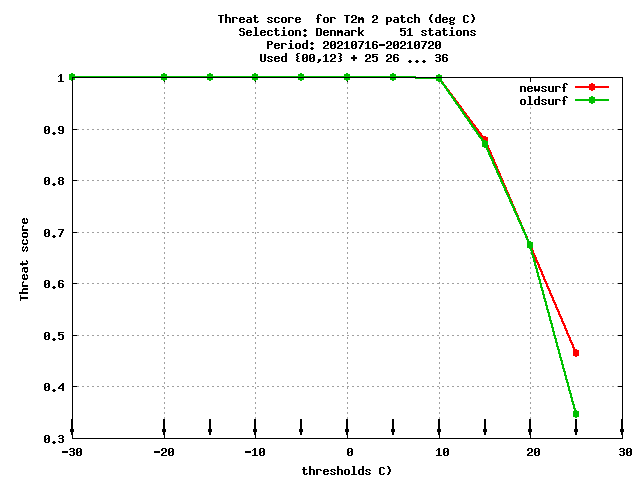 Threat score  for T2m 2 patch (deg C)
Selection: Denmark     51 stations
Period: 20210716-20210720
Used {00,12} + 25 26 ... 36
newsurf
oldsurf
1
0.9
0.8
0.7
0.6
0.5
0.4
0.3
Threat score
-30
-20
-10
0
10
20
30
thresholds C)